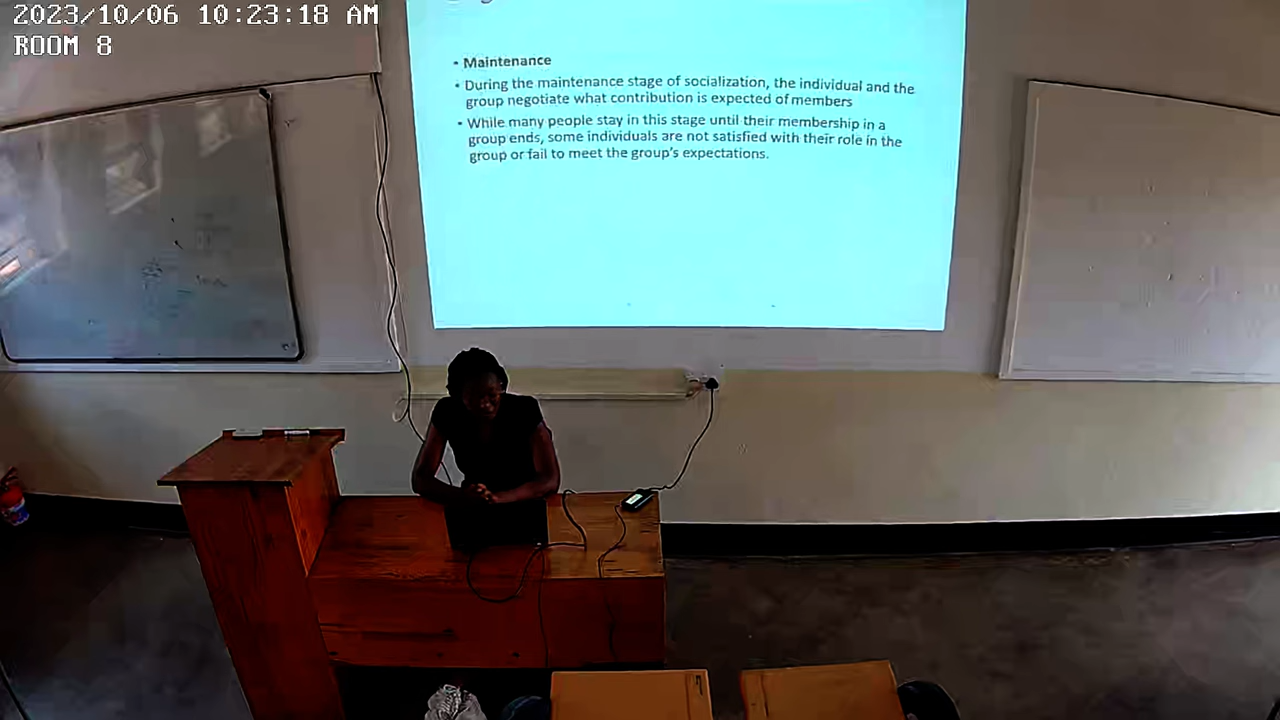 2023/10/06 10:23:18 AM
ROOM 8
• Maintenance
• During the maintenance stage of socialization, the individual and the
group negotiate what contribution is expected of members
• While many people stay in this stage until their membership in a
group ends, some individuals are not satisfied with their role in the
group or fail to meet the group's expectations.